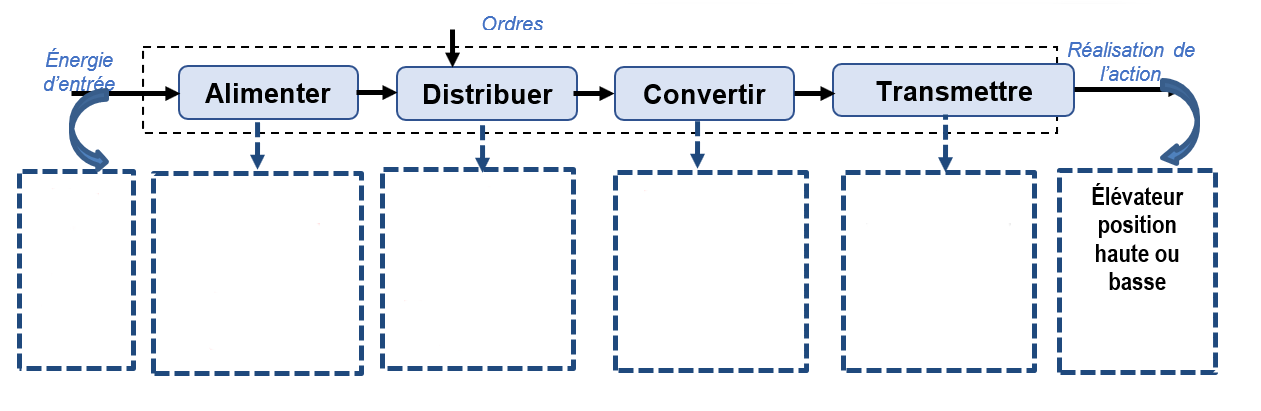 Ordres
Énergie
d'entrée
Alimenter
Distribuer
Convertir
Transmettre
Réalisation de
l'action
Élévateur
position
haute ou
basse